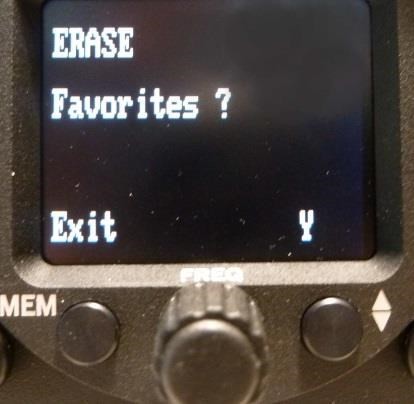 ERASE
Favorites ?
Exit Y
FREQ
MEM